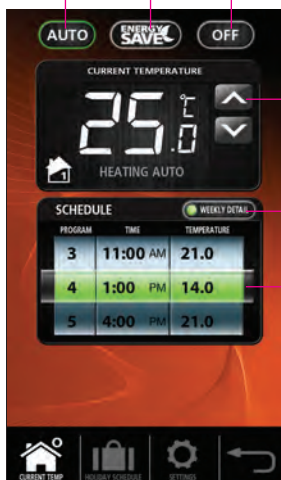 AUTO ENERGY SAVE OFF
CURRENT TEMPERATURE
25.0 °C
1
HEATING AUTO
SCHEDULE WEEKLY DETAIL
PROGRAM TIME TEMPERATURE
3 11:00 AM 21.0
4 1:00 PM 14.0
5 4:00 PM 21.0
CURRENT TEMP HOLIDAY SCHEDULE SETTINGS